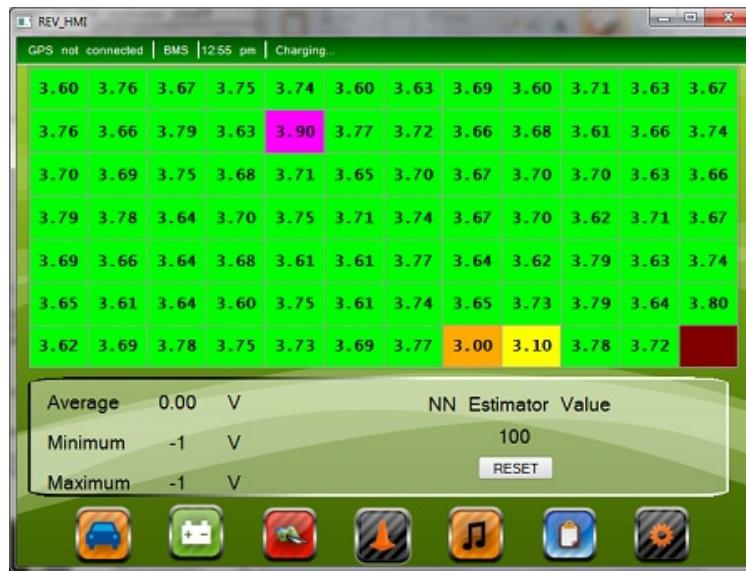 REV_HMI
GPS not connected | BMS | 12:55 pm | Charging...
3.60 3.76 3.67 3.75 3.74 3.60 3.63 3.69 3.60 3.71 3.63 3.67
3.76 3.66 3.79 3.63 3.90 3.77 3.72 3.66 3.68 3.61 3.66 3.74
3.70 3.69 3.75 3.68 3.71 3.65 3.70 3.67 3.70 3.70 3.63 3.66
3.79 3.78 3.64 3.70 3.75 3.71 3.74 3.67 3.70 3.62 3.71 3.67
3.69 3.66 3.64 3.68 3.61 3.61 3.77 3.64 3.62 3.79 3.63 3.74
3.65 3.61 3.64 3.60 3.75 3.61 3.74 3.65 3.73 3.79 3.64 3.80
3.62 3.69 3.78 3.75 3.73 3.69 3.77 3.00 3.10 3.78 3.72
Average 0.00 V
Minimum -1 V
Maximum -1 V
NN Estimator Value
100
RESET